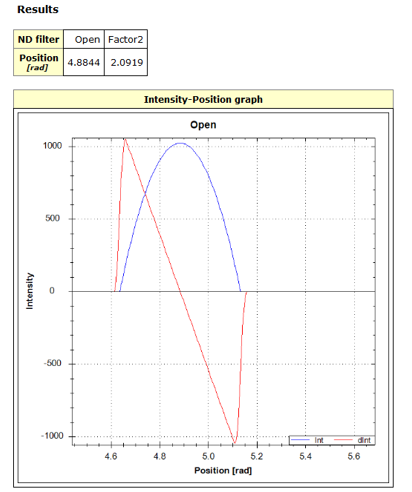 Results
ND filter Open Factor2
Position [rad] 4.8844 2.0919
Intensity-Position graph
Open
1000
500
0
-500
-1000
Intensity
4.6 4.8 5.0 5.2 5.4 5.6
Position [rad]
Int dInt